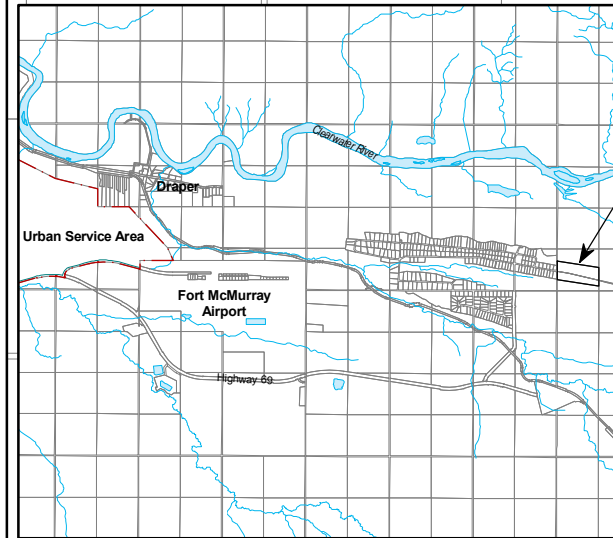 Clearwater River
Draper
Urban Service Area
Fort McMurray
Airport
Highway 69